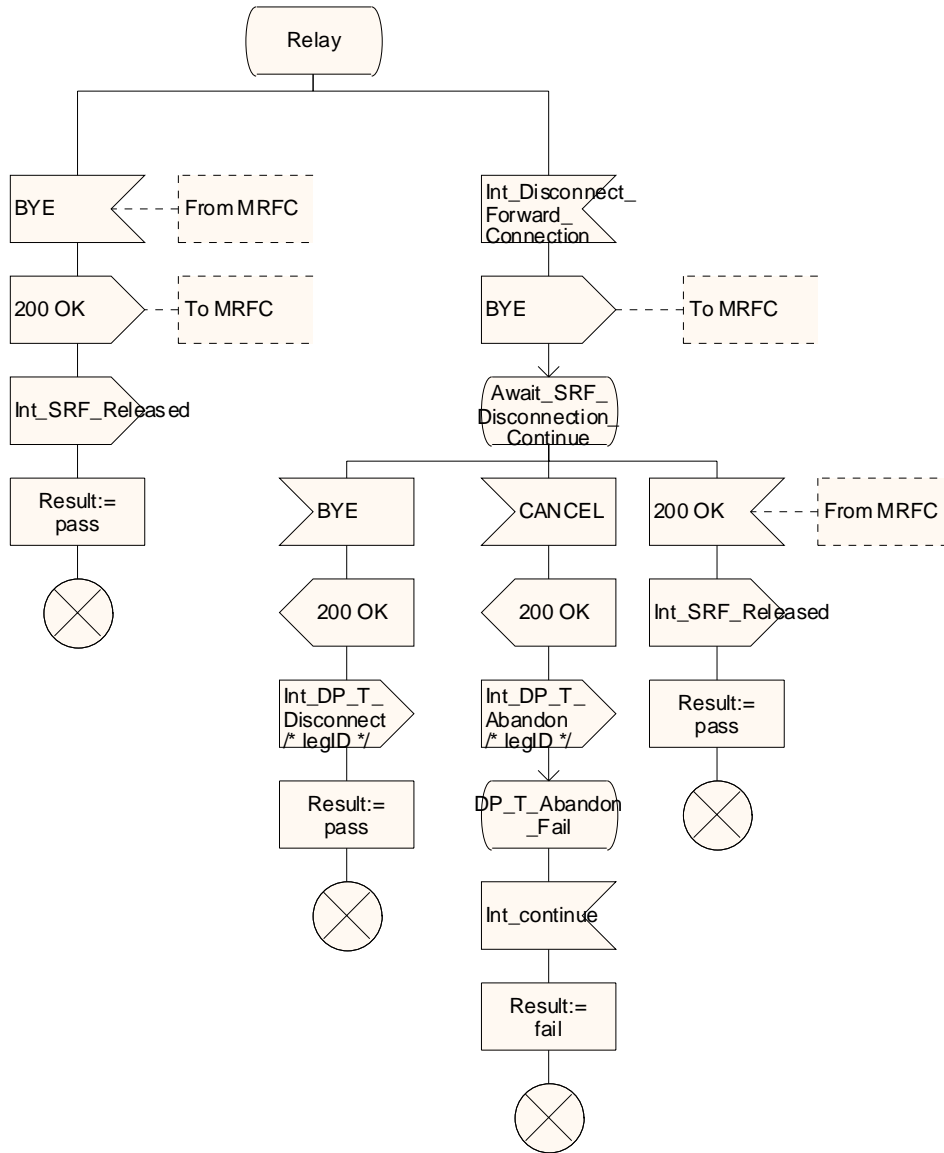 Relay
BYE
From MRFC
Int_Disconnect_
Forward_
Connection
200 OK
To MRFC
BYE
To MRFC
Int_SRF_Released
Await_SRF_
Disconnection_
Continue
Result:=
pass
BYE
CANCEL
200 OK
From MRFC
200 OK
200 OK
Int_SRF_Released
Int_DP_T_
Disconnect
/* legID */
Int_DP_T_
Abandon
/* legID */
Result:=
pass
Result:=
pass
DP_T_Abandon
_Fail
Int_continue
Result:=
fail